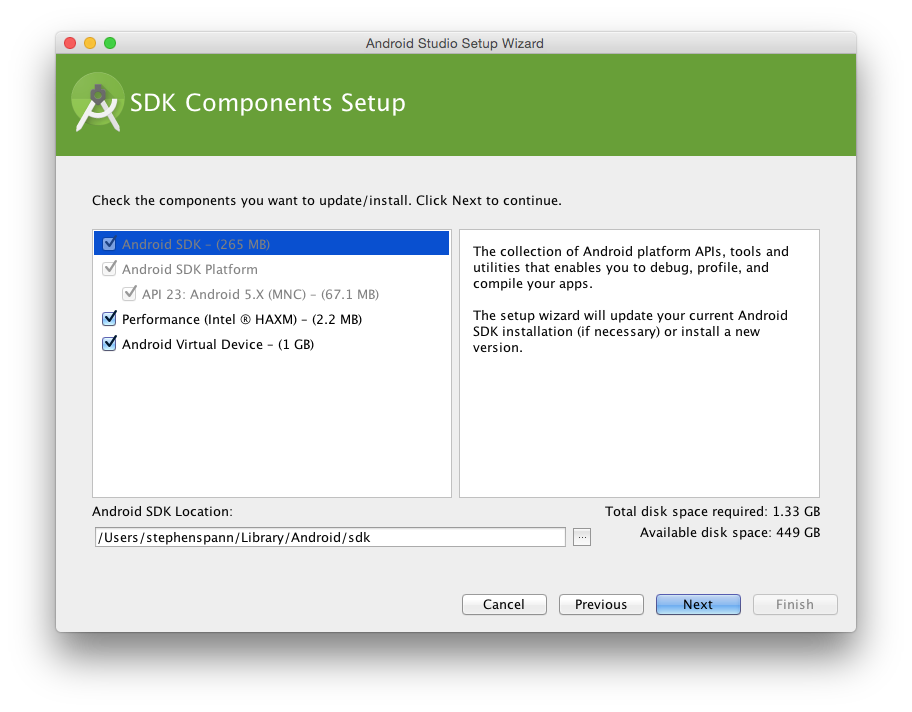 Android Studio Setup Wizard
SDK Components Setup
Check the components you want to update/install. Click Next to continue.
Android SDK – (265 MB)
Android SDK Platform
API 23: Android 5.X (MNC) – (67.1 MB)
Performance (Intel ® HAXM) – (2.2 MB)
Android Virtual Device – (1 GB)
The collection of Android platform APIs, tools and
utilities that enables you to debug, profile, and
compile your apps.
The setup wizard will update your current Android
SDK installation (if necessary) or install a new
version.
Android SDK Location:
/Users/stephenspann/Library/Android/sdk
...
Total disk space required: 1.33 GB
Available disk space: 449 GB
Cancel
Previous
Next
Finish